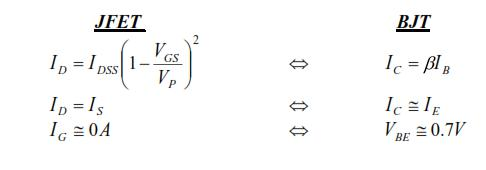 JFET BJT
I_D = I_DSS (1 - V_GS / V_P)^2 ⇔ I_C = βI_B
I_D = I_S ⇔ I_C ≅ I_E
I_G ≅ 0A ⇔ V_BE ≅ 0.7V